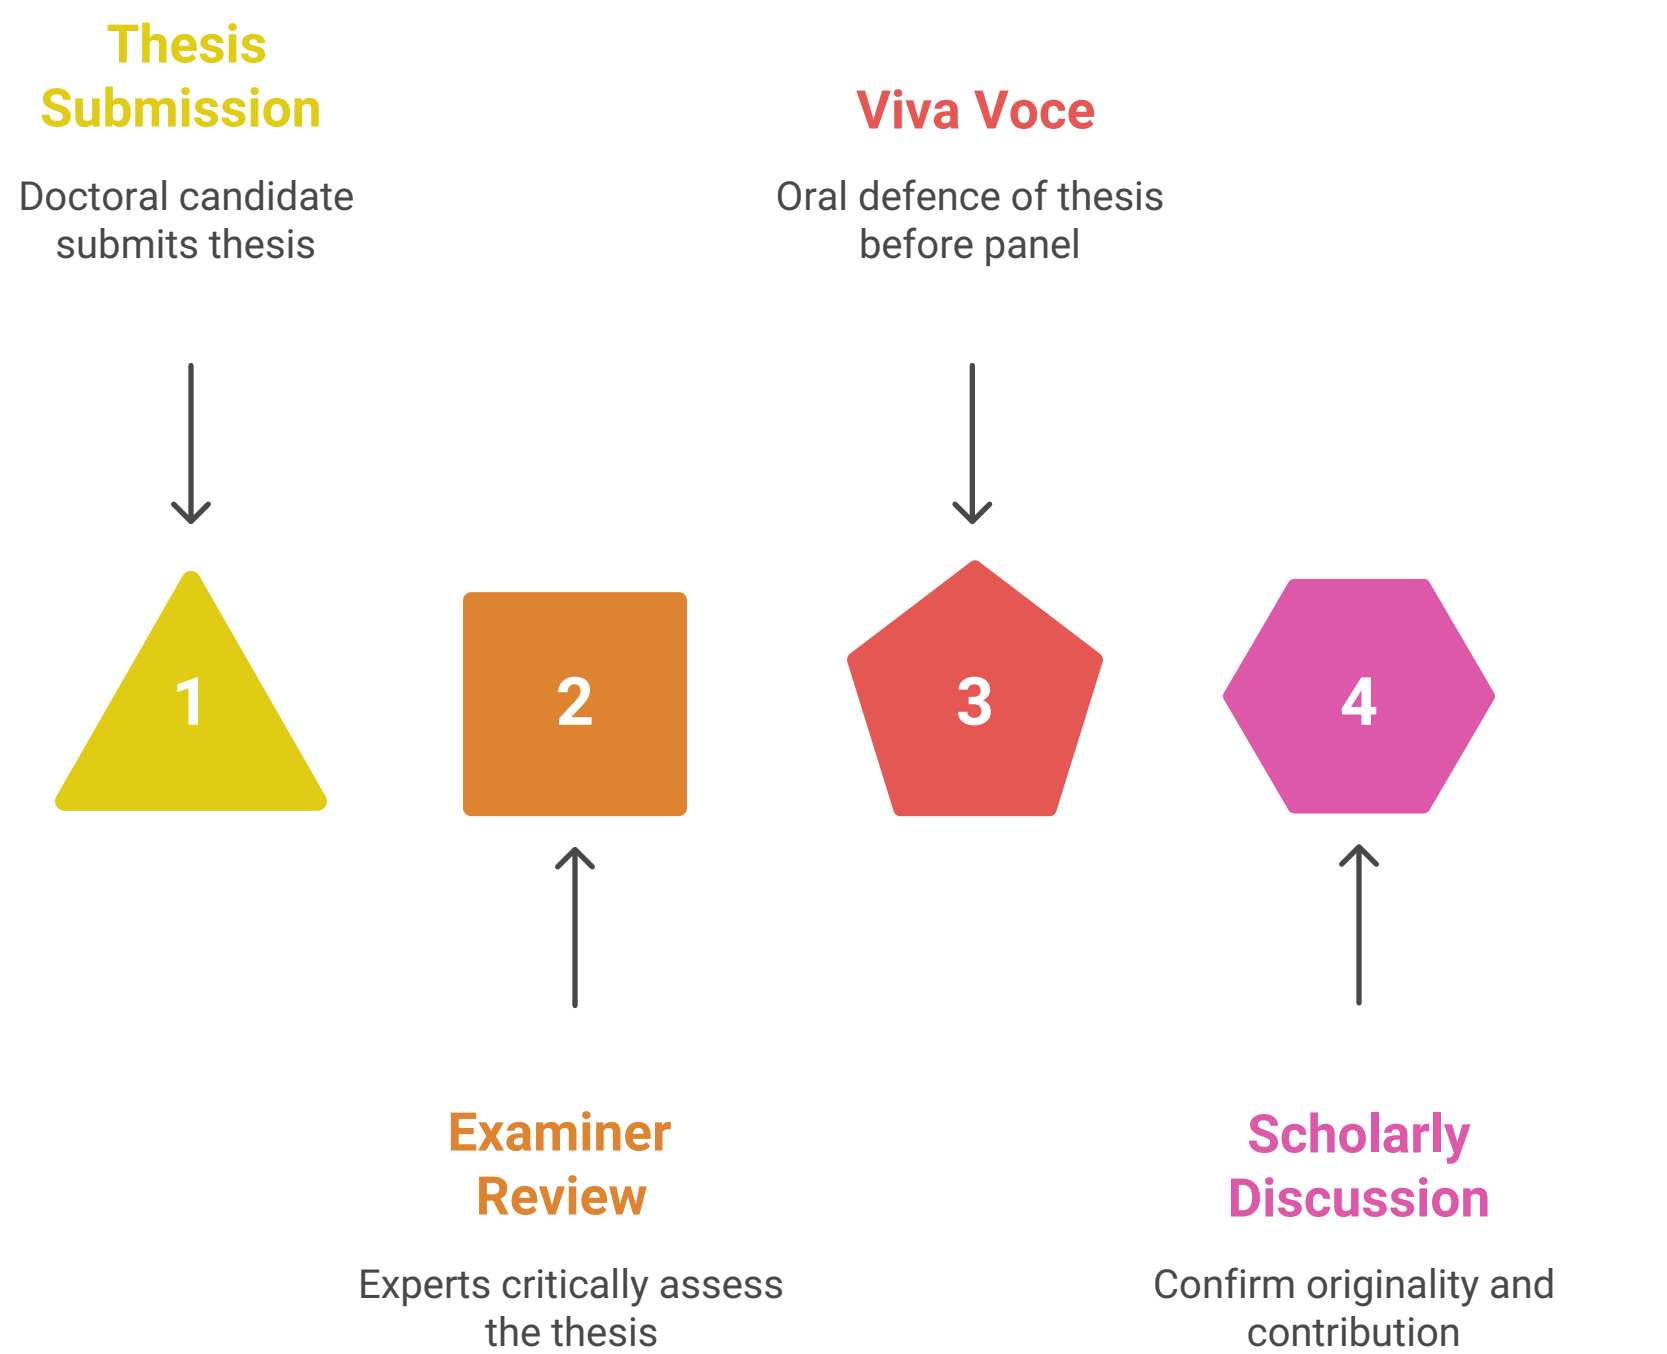 Thesis
Submission
Doctoral candidate
submits thesis
Viva Voce
Oral defence of thesis
before panel
1
2
3
4
Examiner
Review
Experts critically assess
the thesis
Scholarly
Discussion
Confirm originality and
contribution